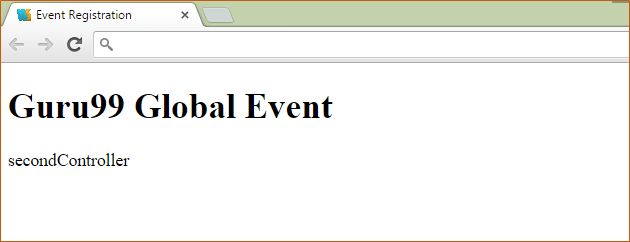 Event Registration
Guru99 Global Event
secondController